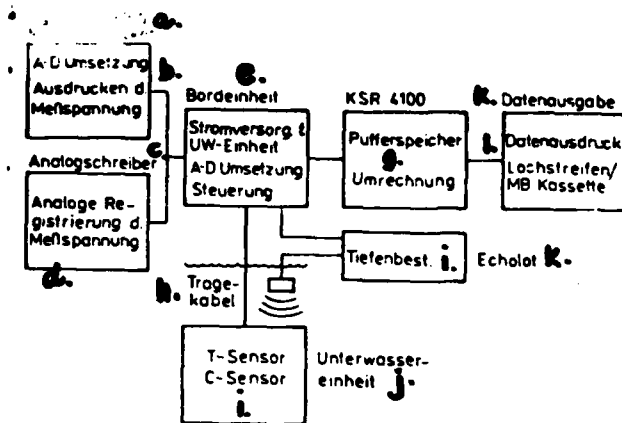 a.
A-D Umsetzung
Ausdrucken d.
Meßspannung
b.
c.
Analogschreiber
Analoge Re-
gistrierung d.
Meßspannung
d.
e.
Bordeinheit
Stromversorg. f.
UW-Einheit
A-D Umsetzung
Steuerung
KSR 4100
Pufferspeicher
g.
Umrechnung
k. Datenausgabe
l.
Datenausdruck
Lochstreifen/
MB Kassette
Tiefenbest. i.
Echolot k.
h. Trage-
kabel
T-Sensor
C-Sensor
i.
Unterwasser-
einheit j.